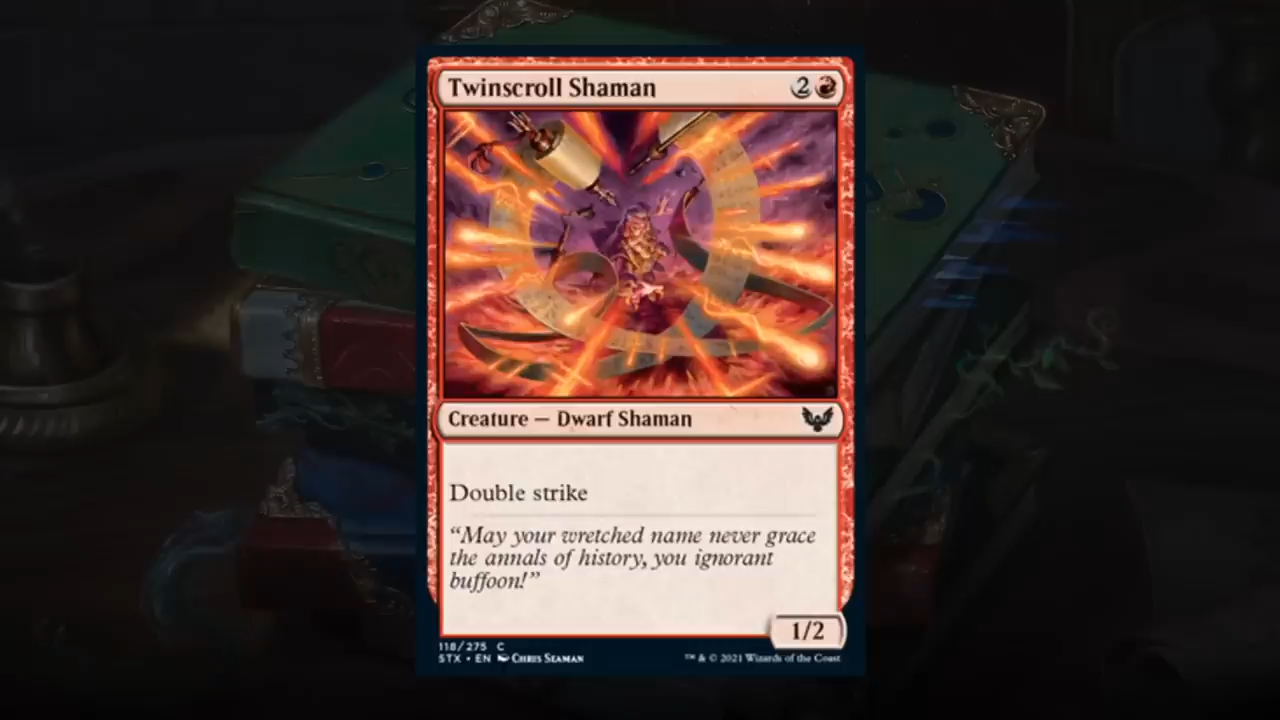 Twinscroll Shaman 2
Creature — Dwarf Shaman
Double strike
“May your wretched name never grace
the annals of history, you ignorant
buffoon!”
1/2
118/275 C
STX • EN Chris Seaman
™ & © 2021 Wizards of the Coast